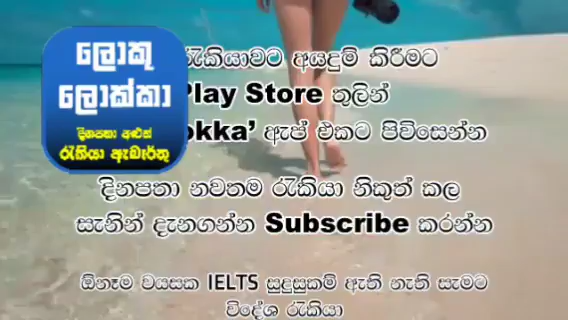 ලොකු
ලොක්කා
දිනපතා අළුත්
රැකියා ඇබෑර්තු
රැකියාවට අයදුම් කිරීමට
Play Store තුලින්
okka’ ඇප් එකට පිවිසෙන්න
දිනපතා නවතම රැකියා නිකුත් කල
සැනින් දැනගන්න Subscribe කරන්න
ඕනෑම වයසක IELTS සුදුසුකම් ඇති නැති සැමට
විදේශ රැකියා